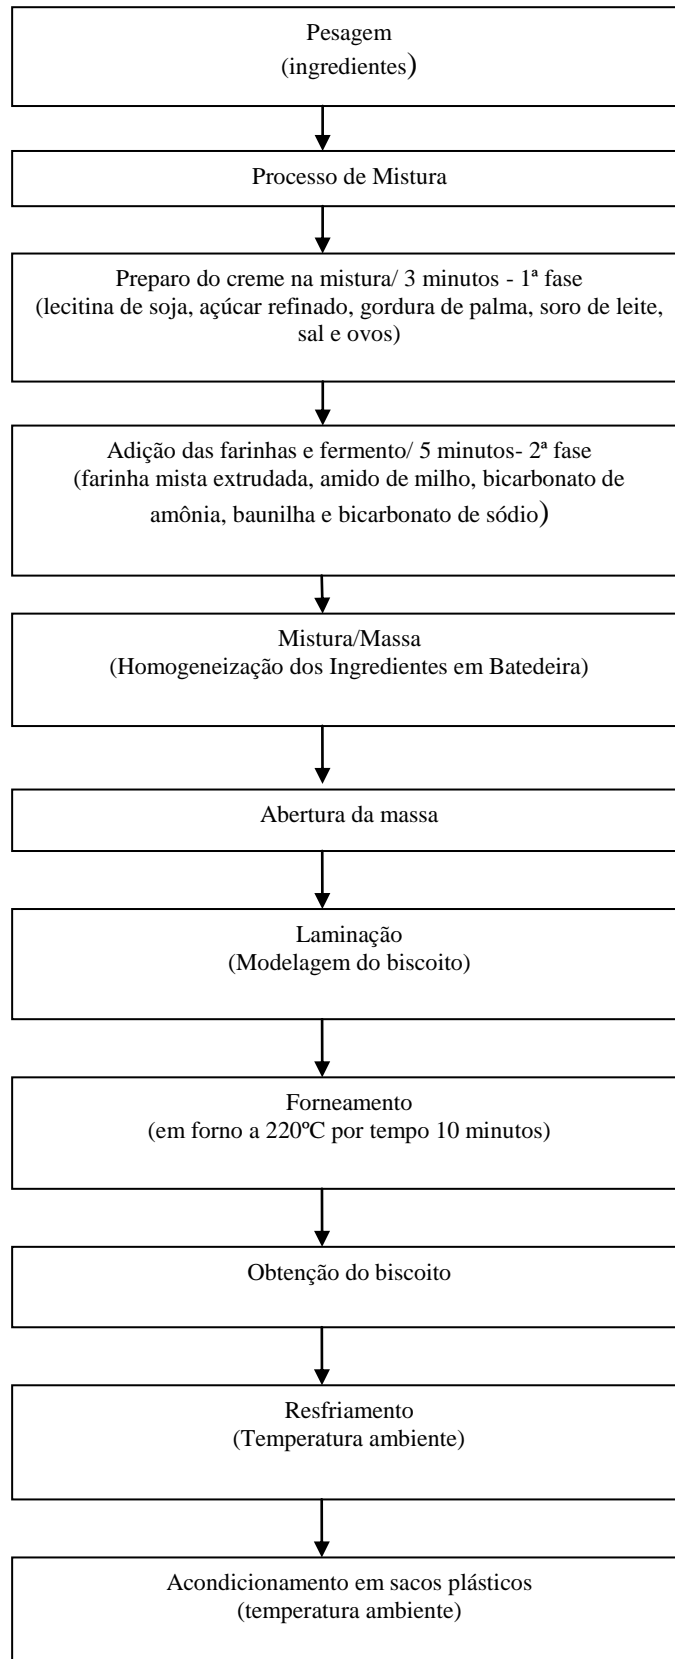 Pesagem
(ingredientes)
Processo de Mistura
Preparo do creme na mistura/ 3 minutos - 1ª fase
(lecitina de soja, açúcar refinado, gordura de palma, soro de leite,
sal e ovos)
Adição das farinhas e fermento/ 5 minutos- 2ª fase
(farinha mista extrudada, amido de milho, bicarbonato de
amônia, baunilha e bicarbonato de sódio)
Mistura/Massa
(Homogeneização dos Ingredientes em Batedeira)
Abertura da massa
Laminação
(Modelagem do biscoito)
Forneamento
(em forno a 220ºC por tempo 10 minutos)
Obtenção do biscoito
Resfriamento
(Temperatura ambiente)
Acondicionamento em sacos plásticos
(temperatura ambiente)